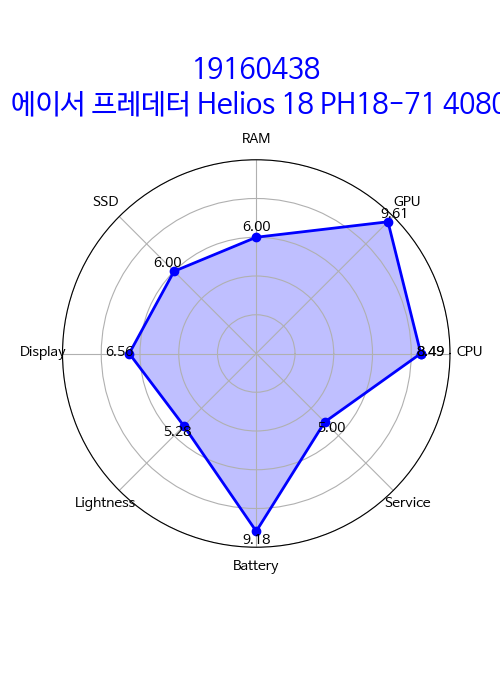 19160438
에이서 프레데터 Helios 18 PH18-71 4080
RAM
SSD
GPU
9.61
6.00
6.00
Display
6.56
8.49
CPU
5.28
5.00
Lightness
Service
9.18
Battery